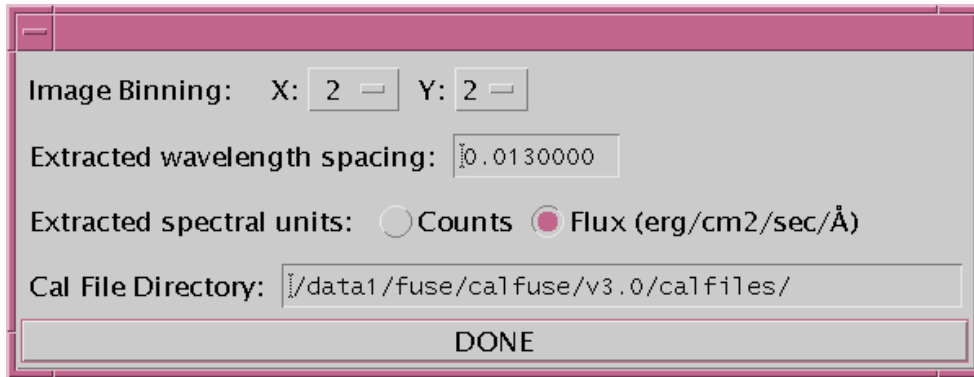 Image Binning: X: 2 Y: 2
Extracted wavelength spacing: 0.0130000
Extracted spectral units: Counts Flux (erg/cm2/sec/Å)
Cal File Directory: /data1/fuse/calfuse/v3.0/calfiles/
DONE